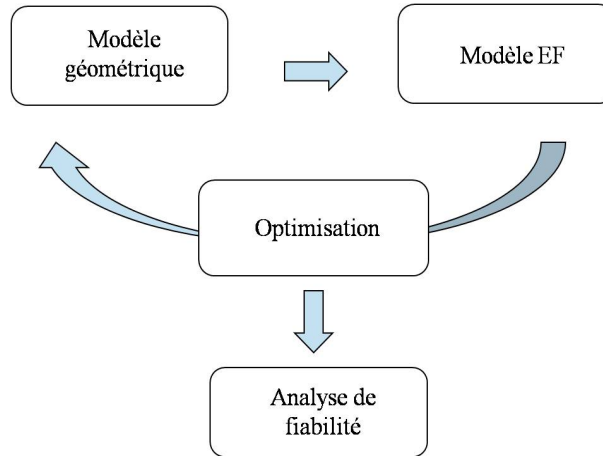 Modèle
géométrique
Modèle EF
Optimisation
Analyse de
fiabilité